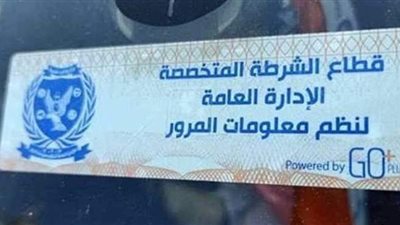 قطاع الشرطة المتخصصة
الإدارة العامة
لنظم معلومات المرور
Powered by GO+